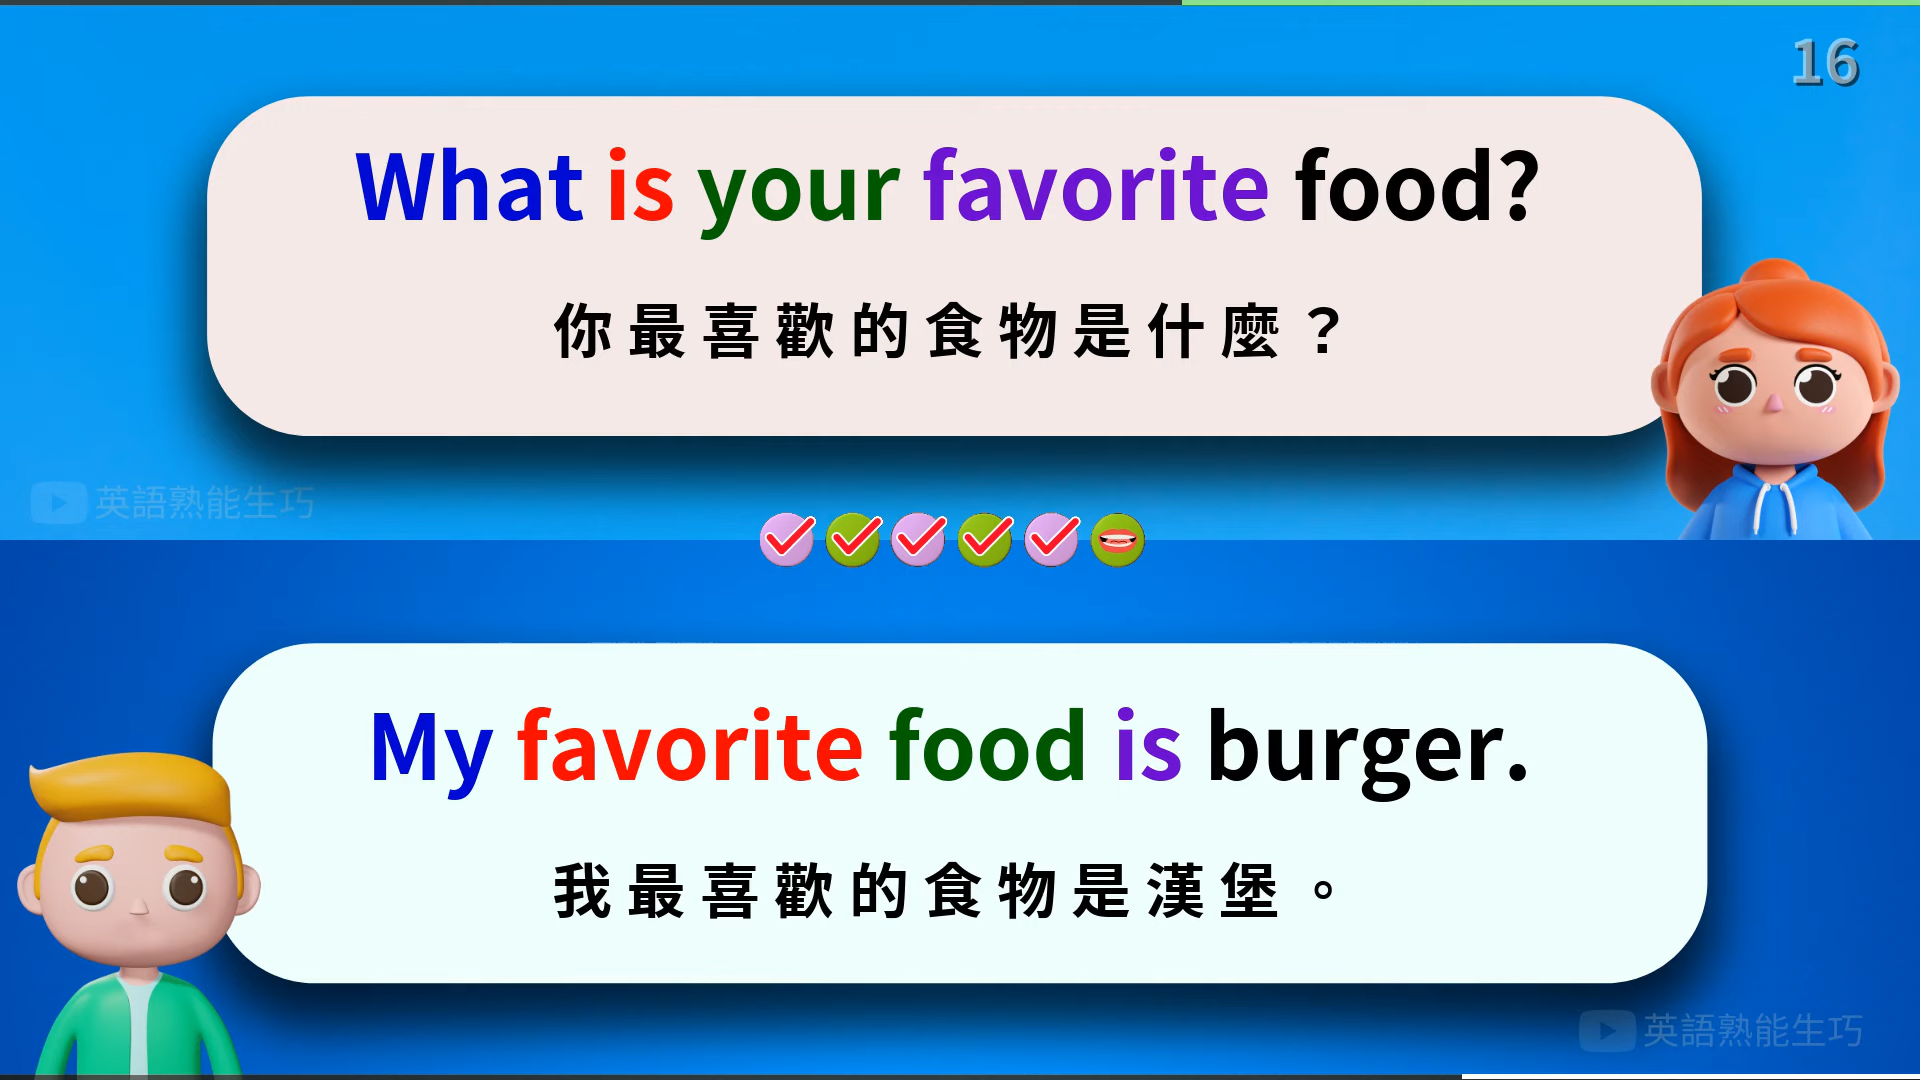 16
What is your favorite food?
你最喜歡的食物是什麼？
英語熟能生巧
My favorite food is burger.
我最喜歡的食物是漢堡。
英語熟能生巧